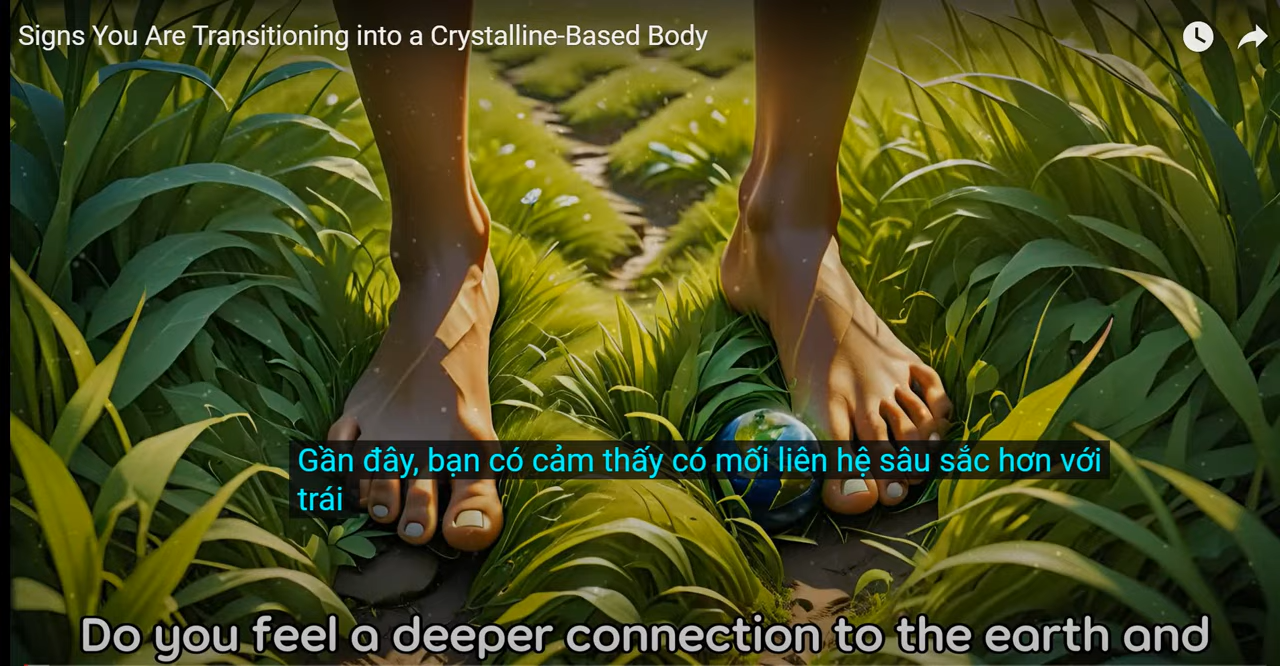 Signs You Are Transitioning into a Crystalline-Based Body
Gần đây, bạn có cảm thấy có mối liên hệ sâu sắc hơn với
trái
Do you feel a deeper connection to the earth and